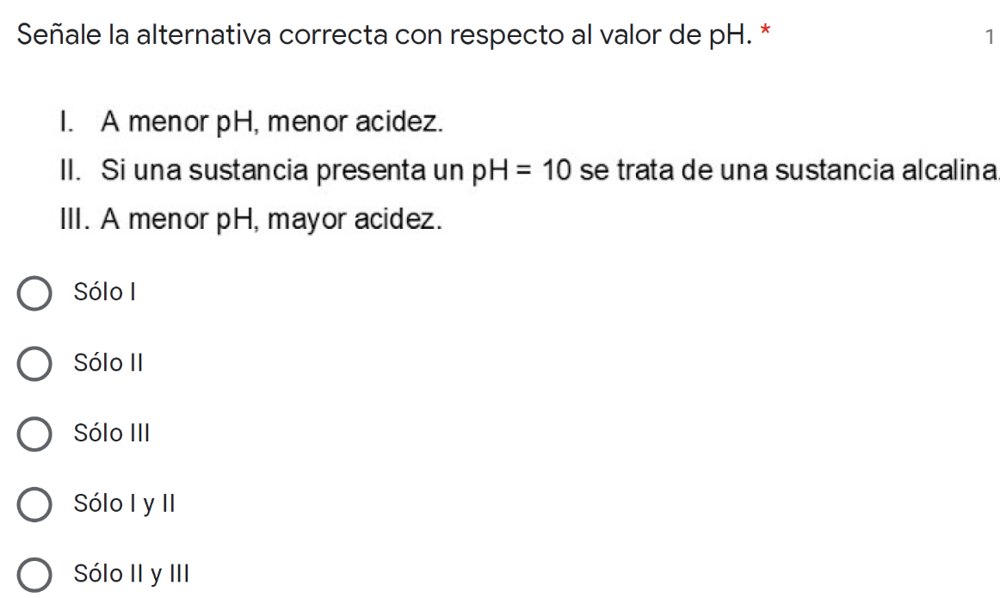 Señale la alternativa correcta con respecto al valor de pH. *
1
I. A menor pH, menor acidez.
II. Si una sustancia presenta un pH = 10 se trata de una sustancia alcalina.
III. A menor pH, mayor acidez.
Sólo I
Sólo II
Sólo III
Sólo I y II
Sólo II y III